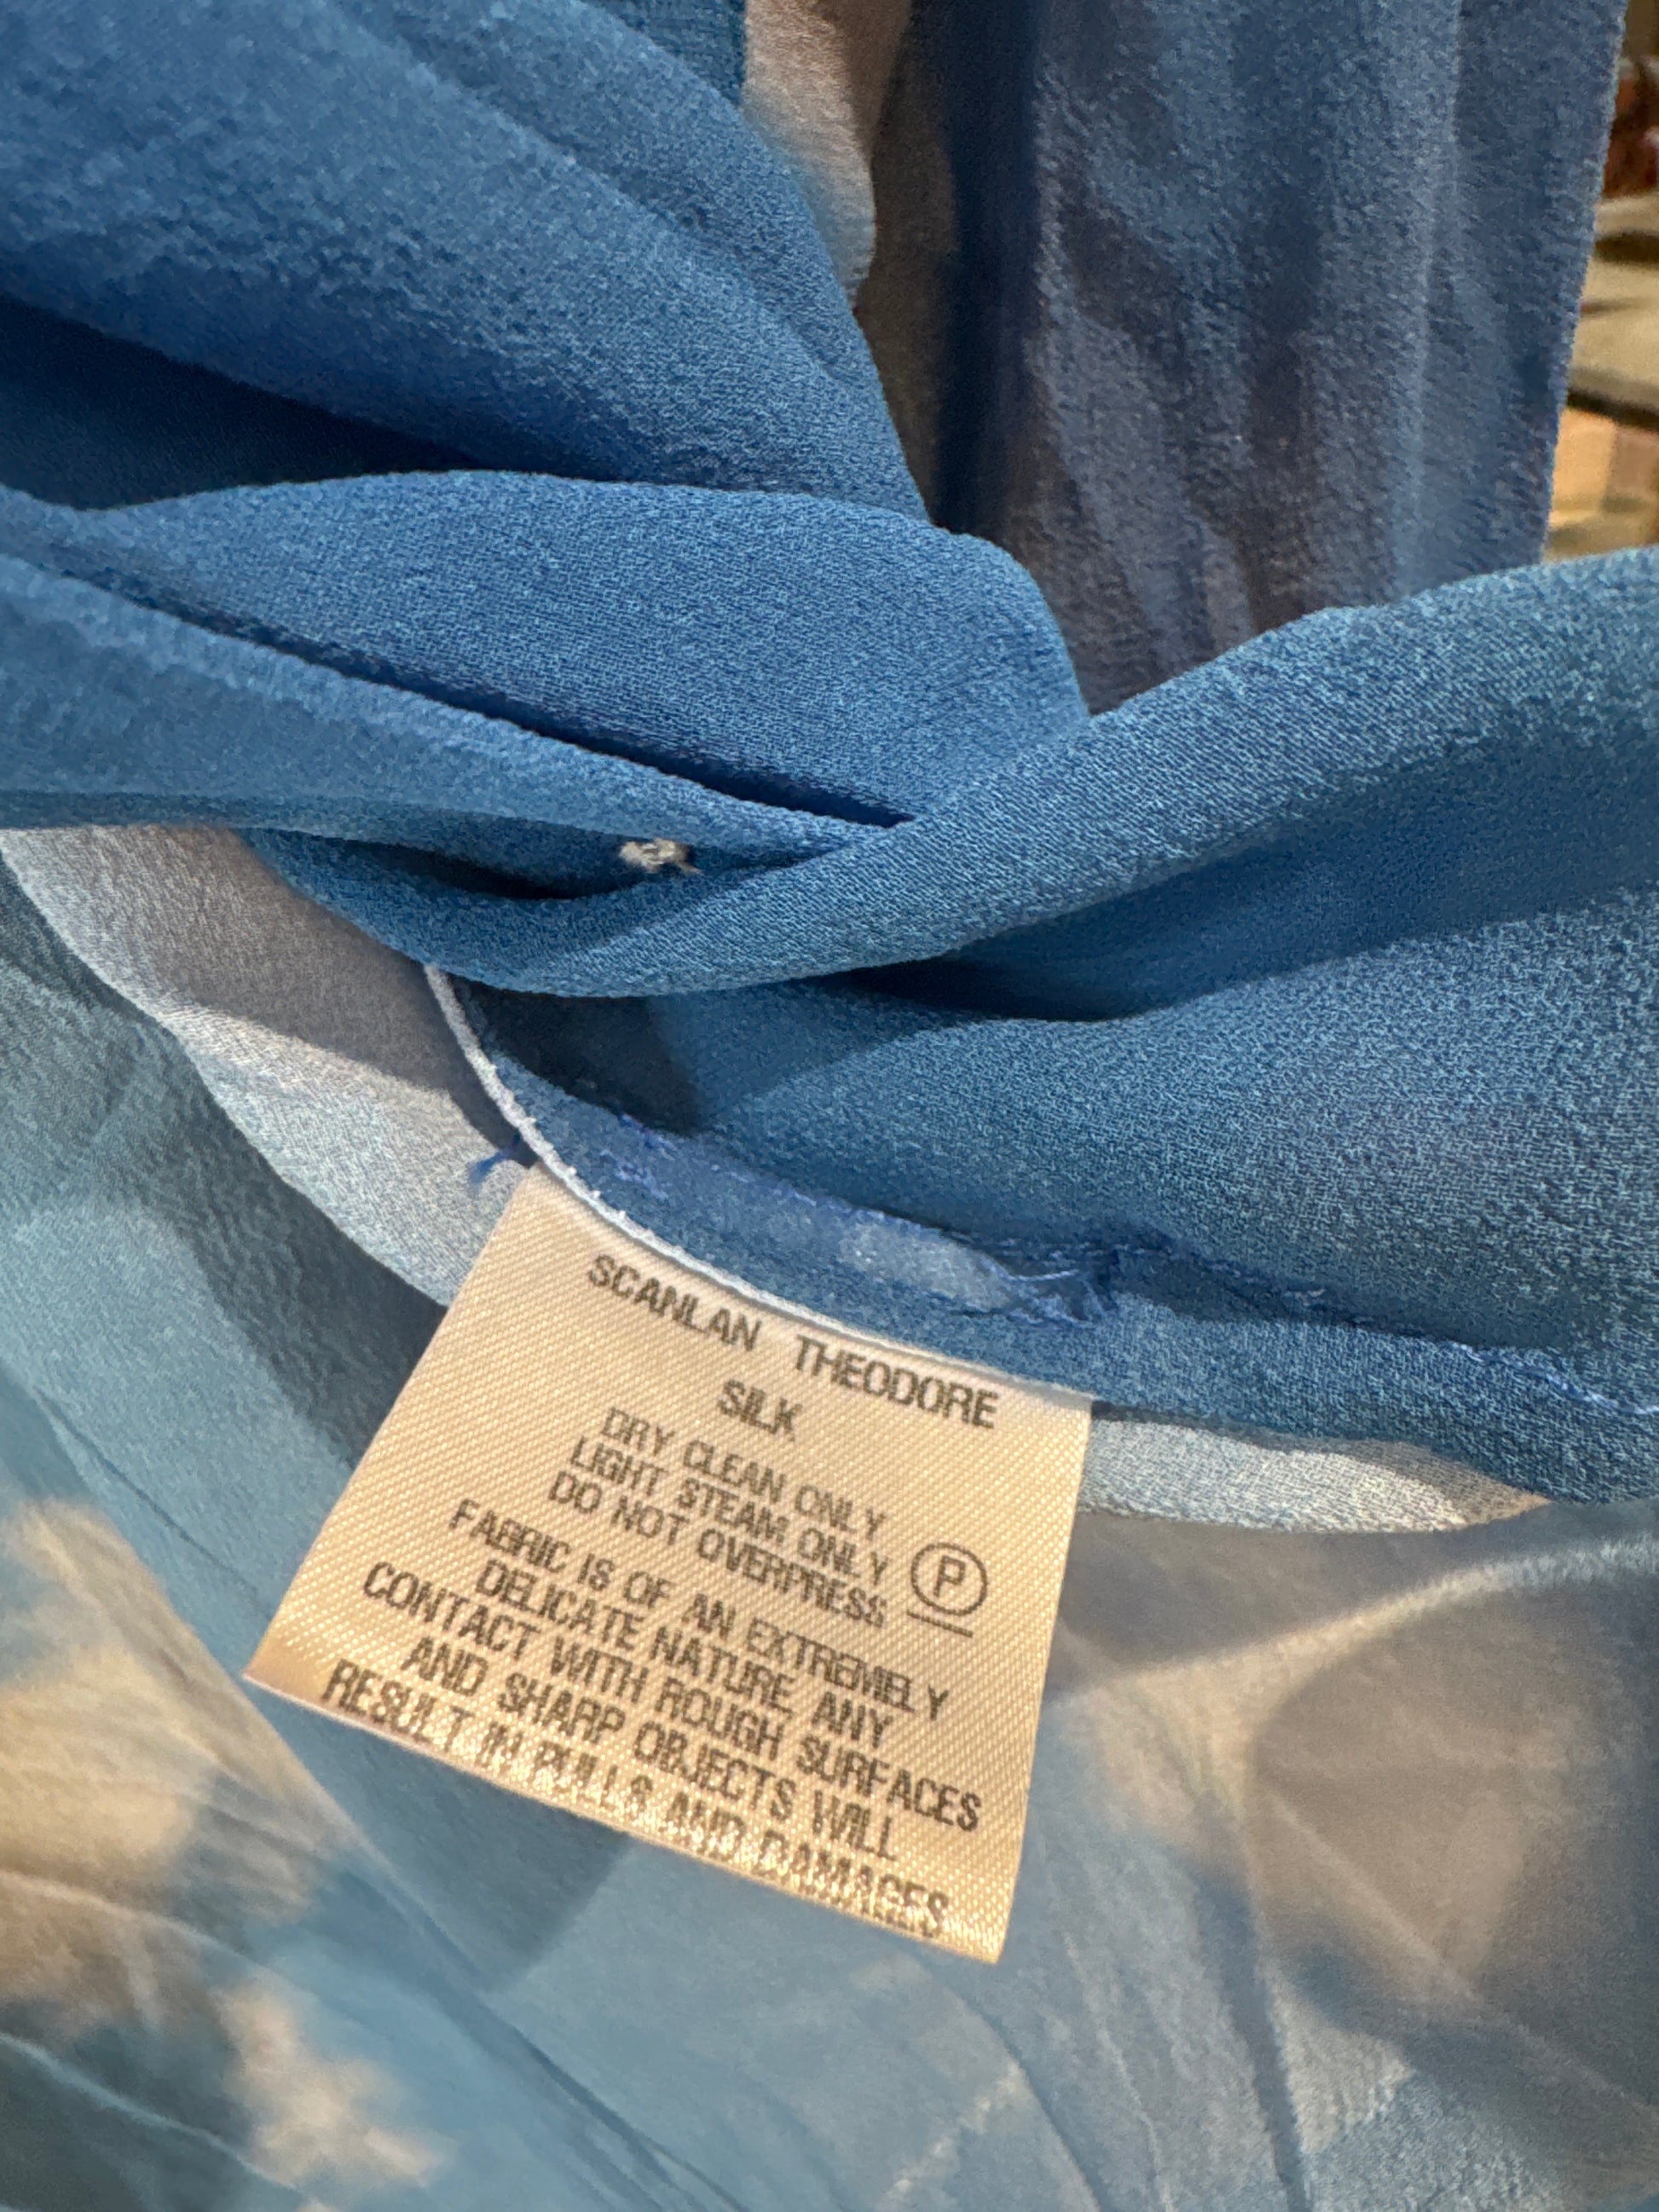 SCANLAN THEODORE
SILK
DRY CLEAN ONLY
LIGHT STEAM ONLY
DO NOT OVERPRESS
P
FABRIC IS OF AN EXTREMELY
DELICATE NATURE. ANY
CONTACT WITH ROUGH SURFACES
AND SHARP OBJECTS WILL
RESULT IN PULLS AND DAMAGES